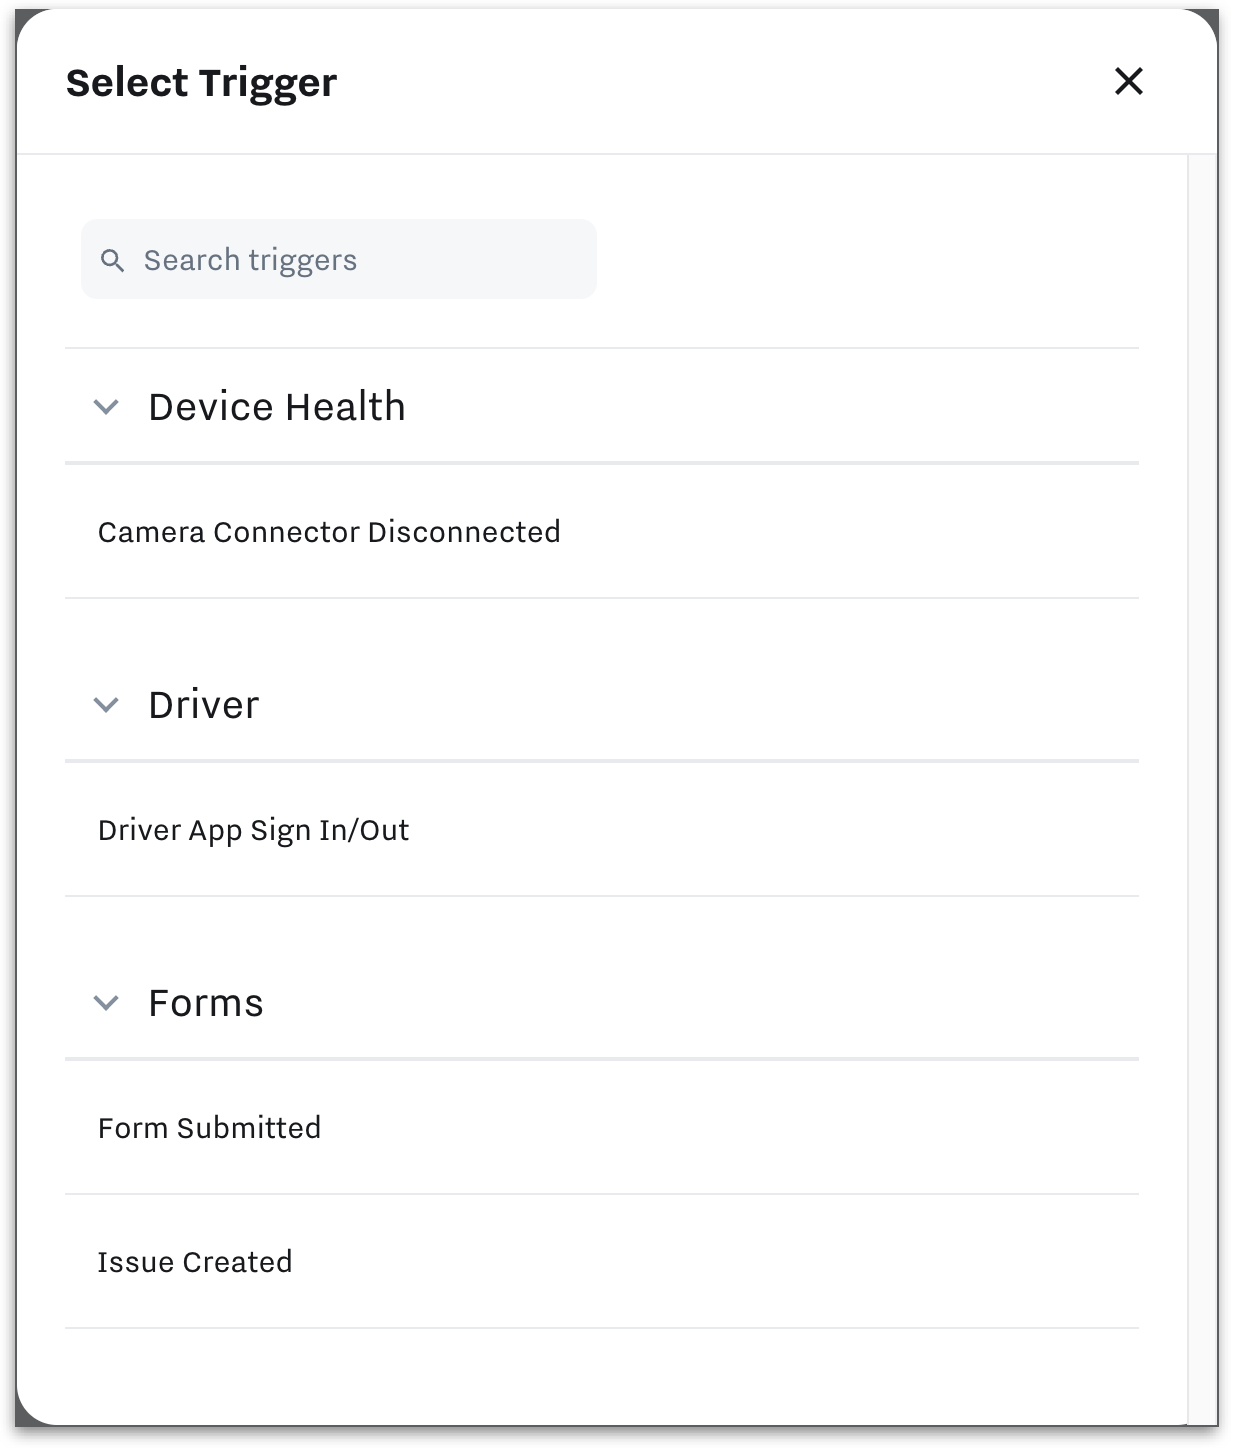 Select Trigger
Search triggers
Device Health
Camera Connector Disconnected
Driver
Driver App Sign In/Out
Forms
Form Submitted
Issue Created